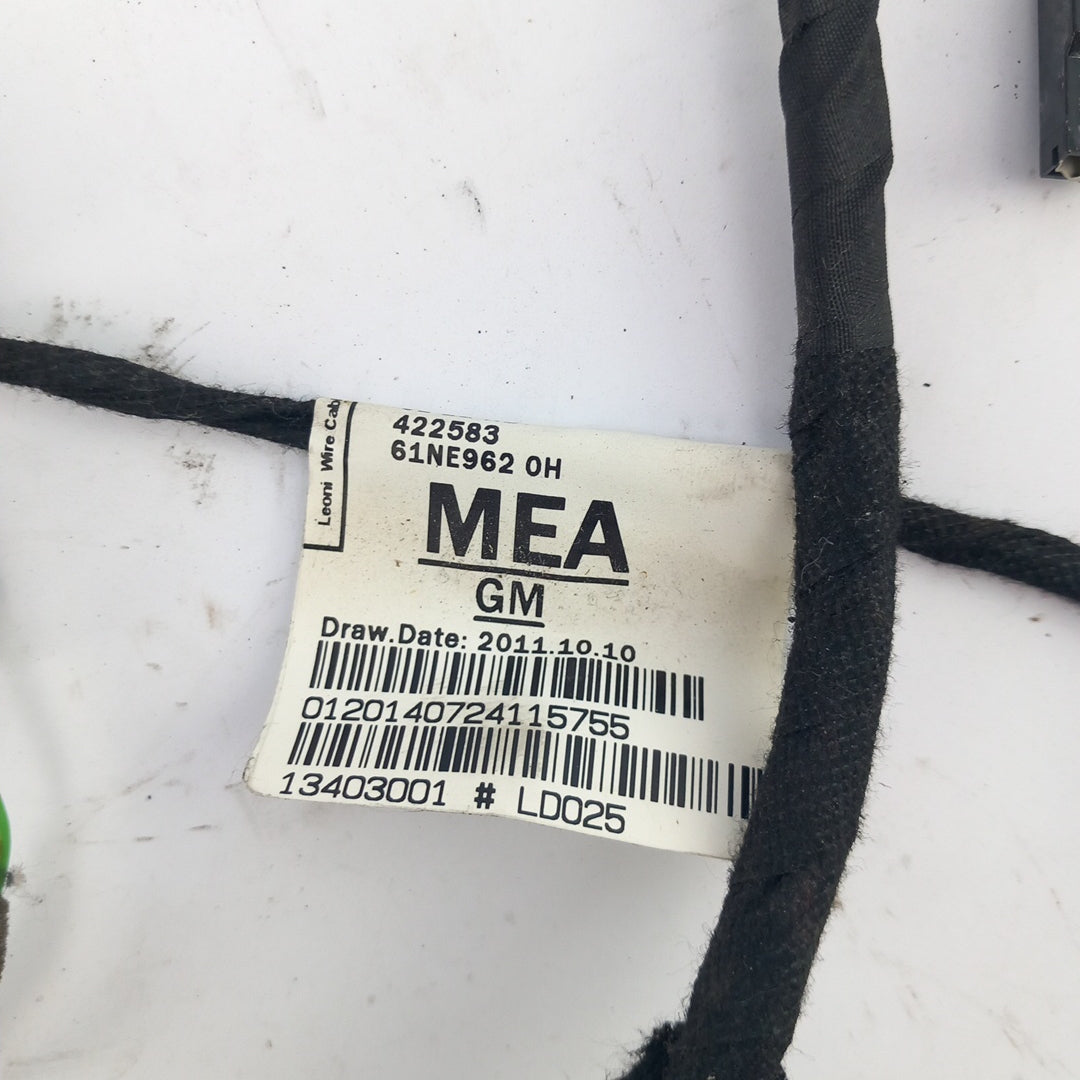 Leoni Wire Cab
422583
61NE962 0H
MEA
GM
Draw.Date: 2011.10.10
0120140724115755
13403001 # LD025